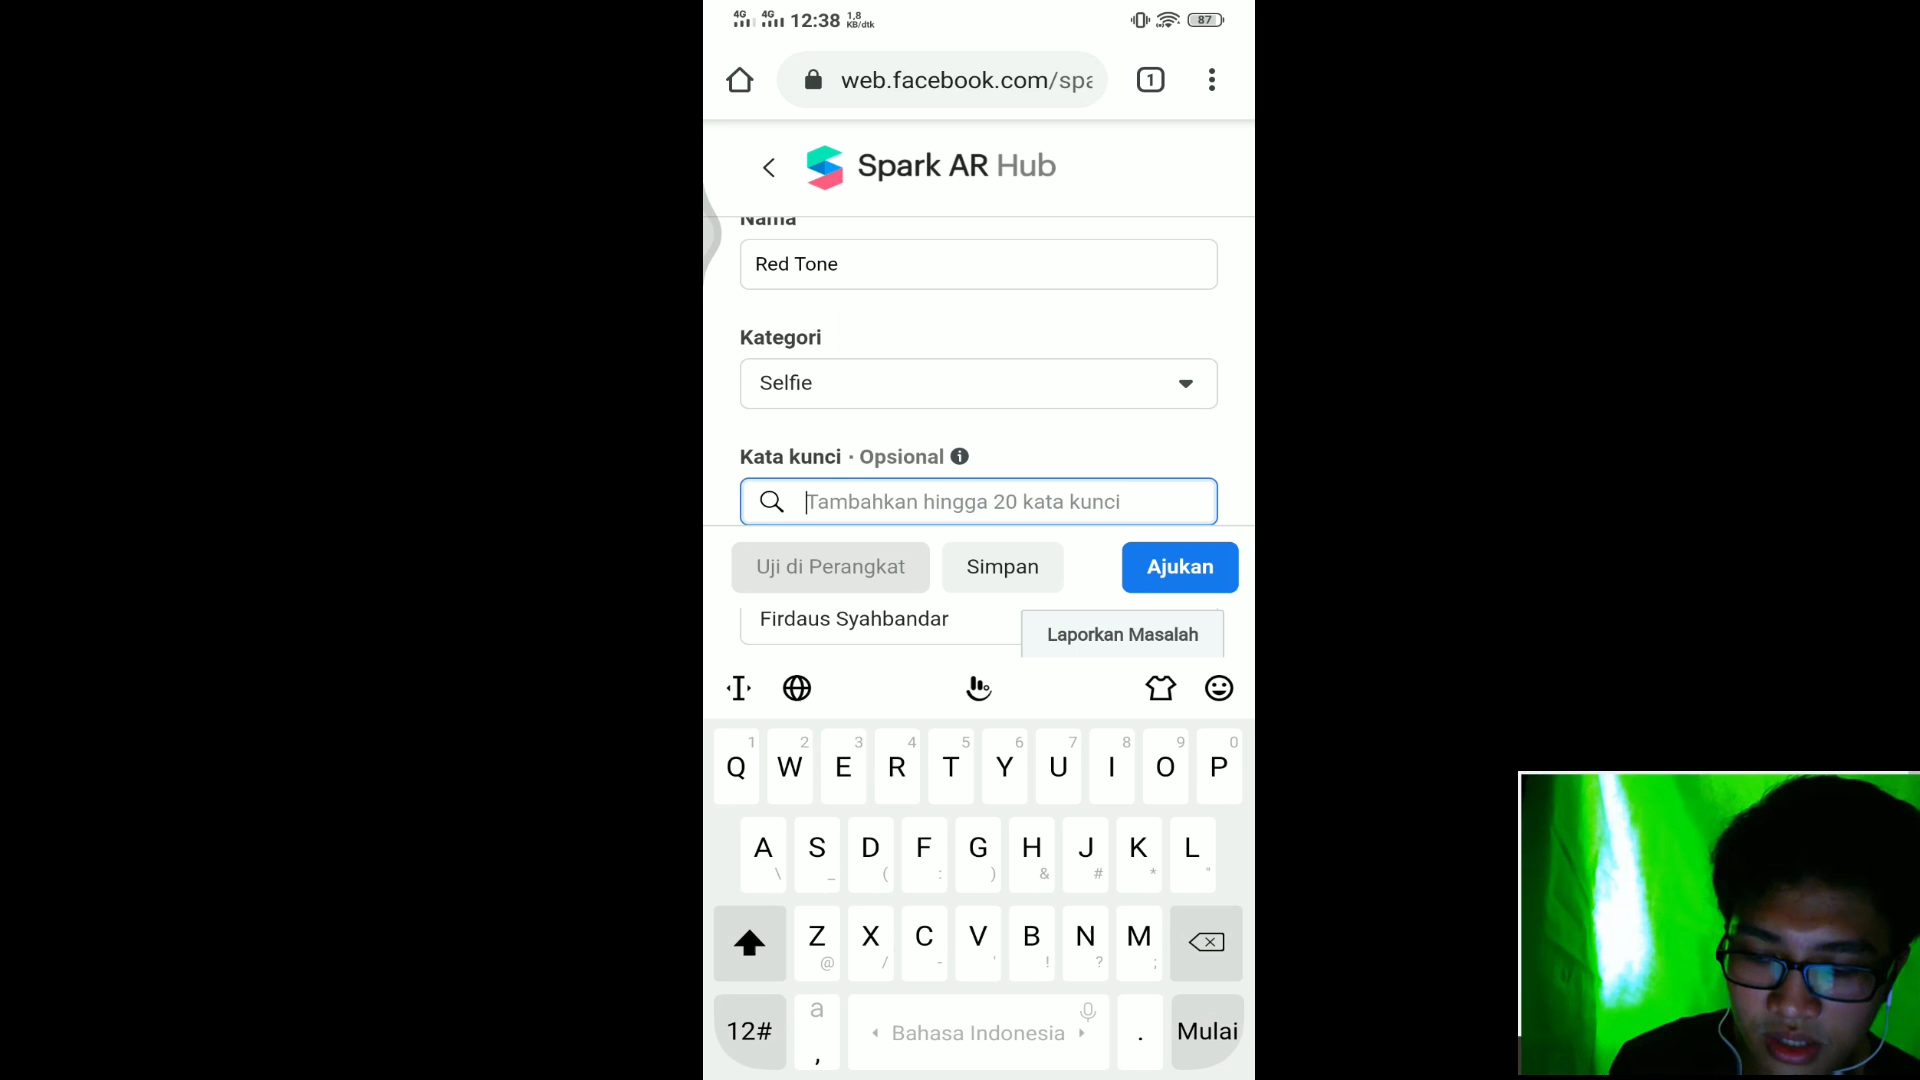 4G 4G 12:38 1,8 KB/dtk 87
web.facebook.com/spa
1
Spark AR Hub
Nama
Red Tone
Kategori
Selfie
Kata kunci · Opsional
Tambahkan hingga 20 kata kunci
Uji di Perangkat
Simpan
Ajukan
Firdaus Syahbandar
Laporkan Masalah
1 2 3 4 5 6 7 8 9 0
Q W E R T Y U I O P
A S D F G H J K L
\ _ ( : ) & # * "
Z X C V B N M
@ / - ' ! ? ;
12# a , Bahasa Indonesia . Mulai